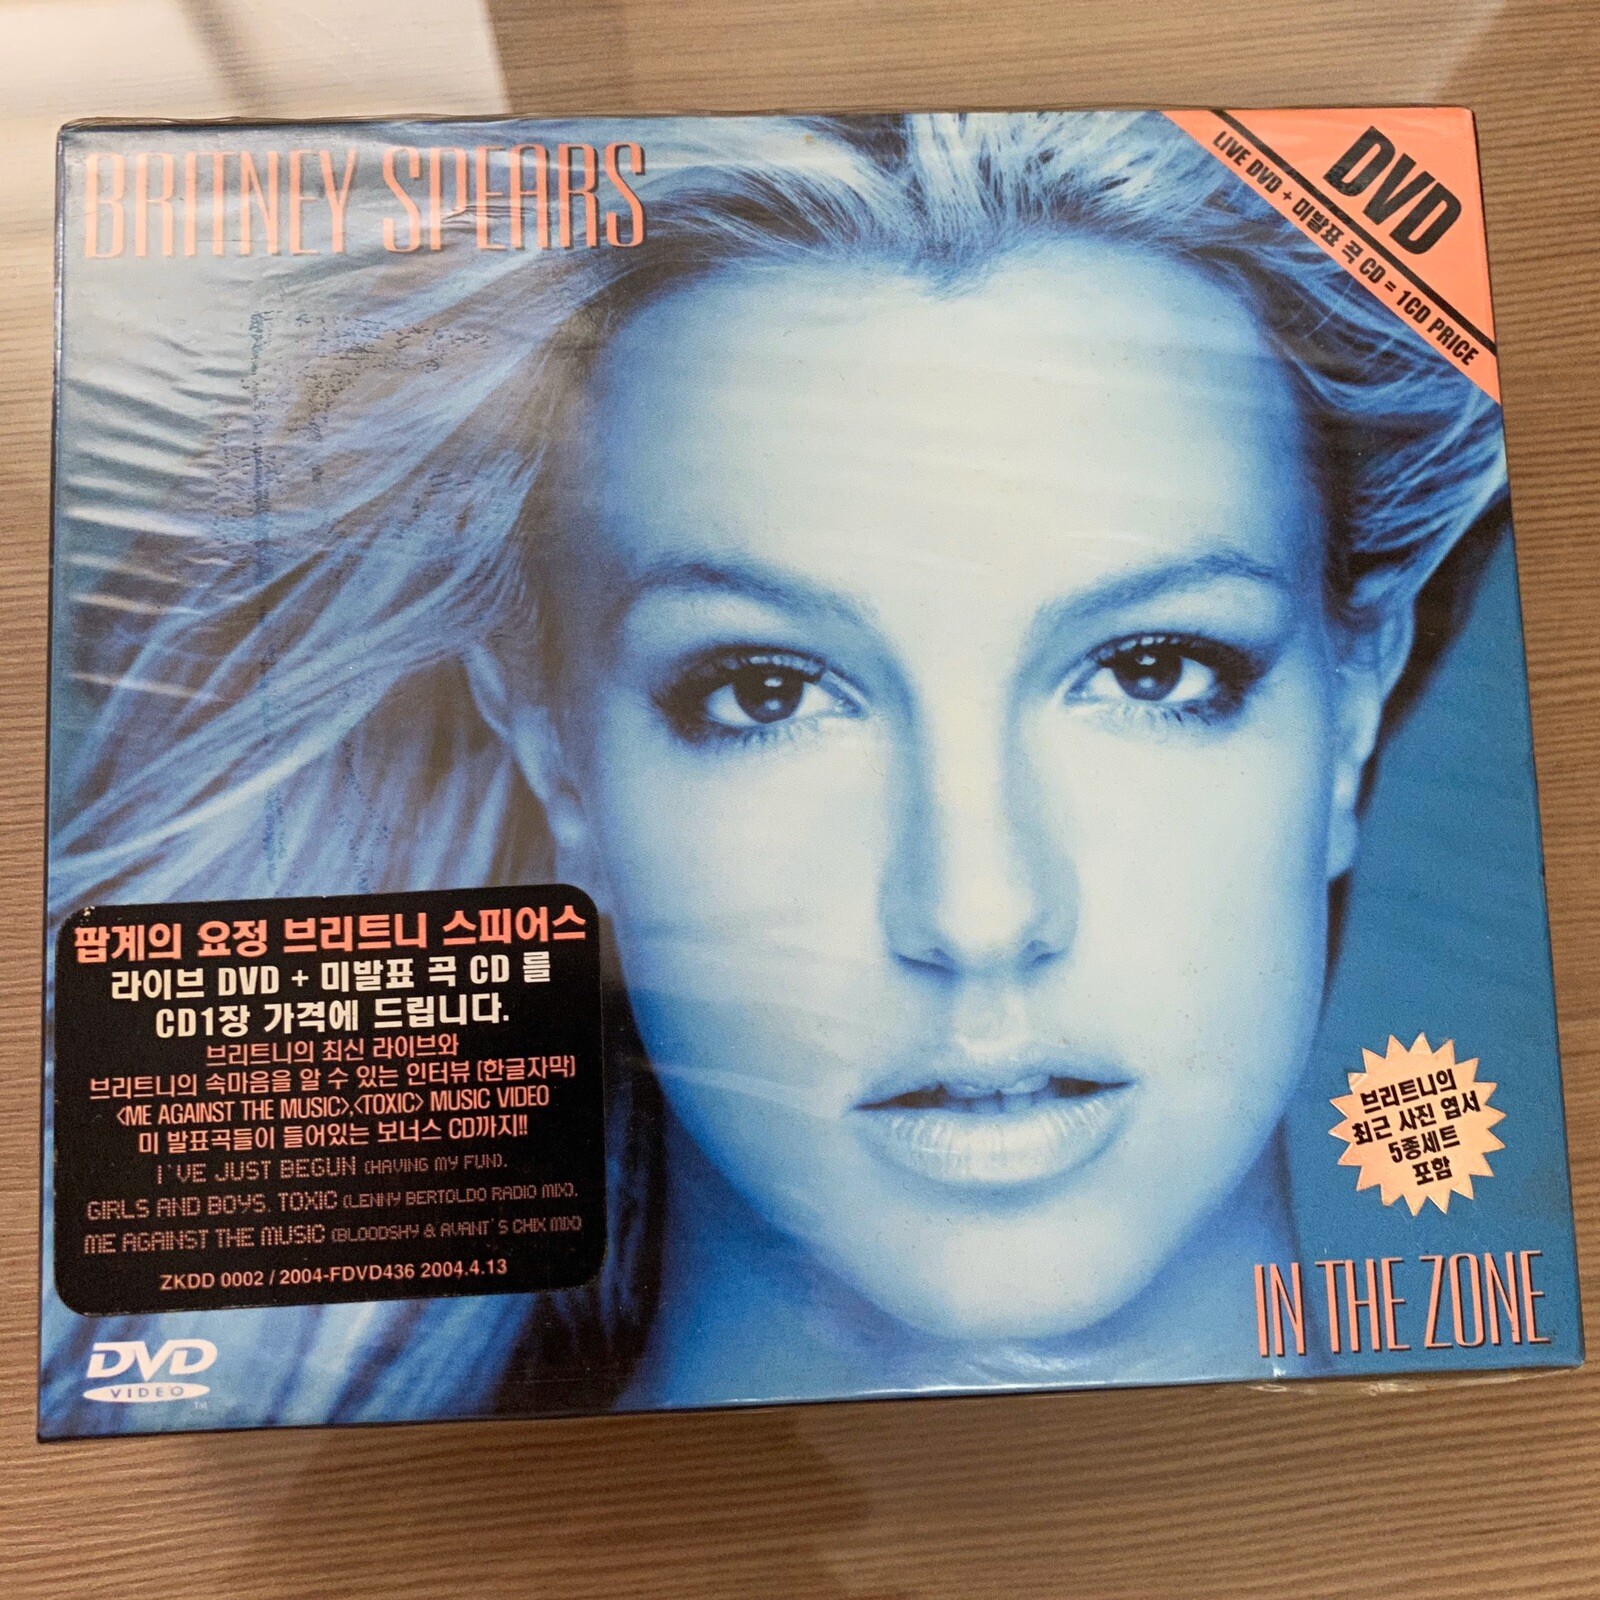 BRITNEY SPEARS
DVD
LIVE DVD + 미발표 곡 CD = 1CD PRICE
팝계의 요정 브리트니 스피어스
라이브 DVD + 미발표 곡 CD 를
CD1장 가격에 드립니다.
브리트니의 최신 라이브와
브리트니의 속마음을 알 수 있는 인터뷰 (한글자막)
<ME AGAINST THE MUSIC>,<TOXIC> MUSIC VIDEO
미 발표곡들이 들어있는 보너스 CD까지!!
I'VE JUST BEGUN (HAVING MY FUN),
GIRLS AND BOYS, TOXIC (LENNY BERTOLDO RADIO MIX),
ME AGAINST THE MUSIC (BLOODSHY & AVANT'S CHIX MIX)
ZKDD 0002 / 2004-FDVD436 2004.4.13
브리트니의
최근 사진 엽서
5종세트
포함
IN THE ZONE
DVD
VIDEO
TM